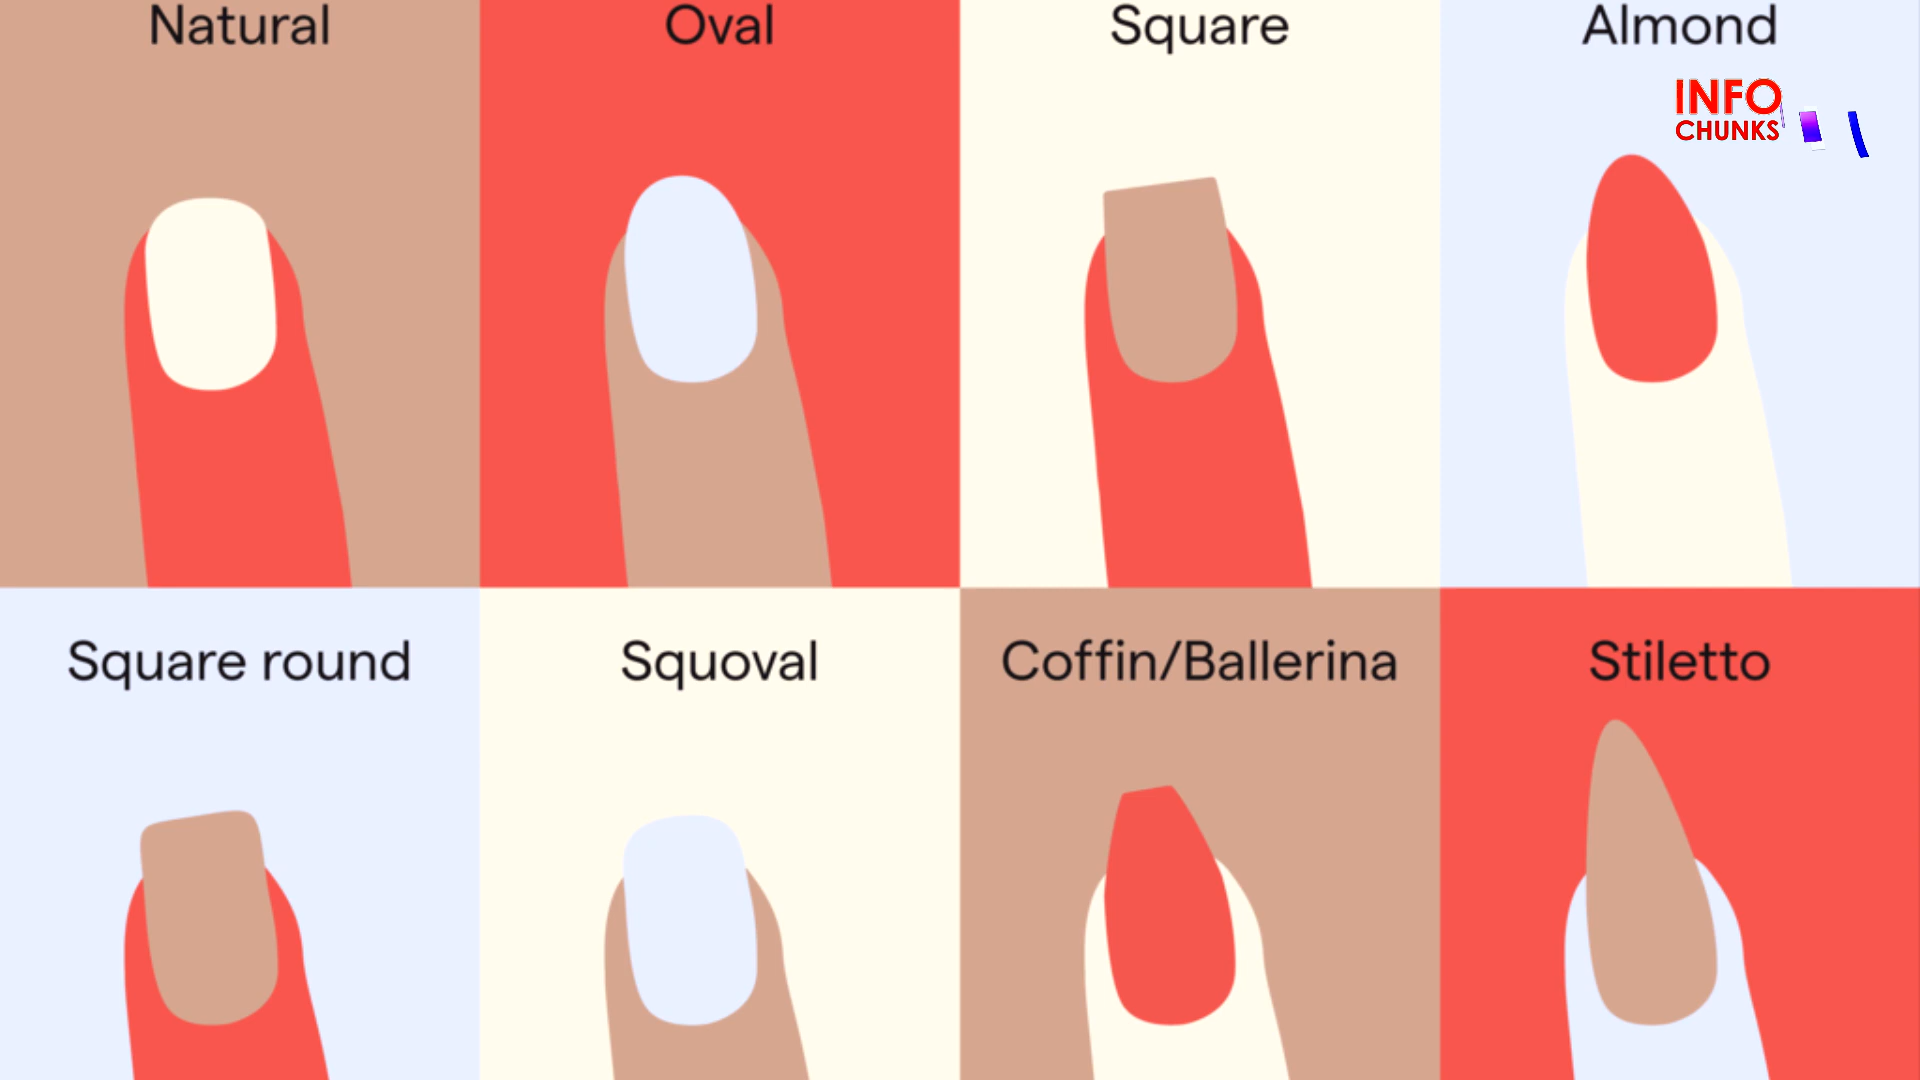 Natural
Oval
Square
Almond
INFO
CHUNKS
Square round
Squoval
Coffin/Ballerina
Stiletto